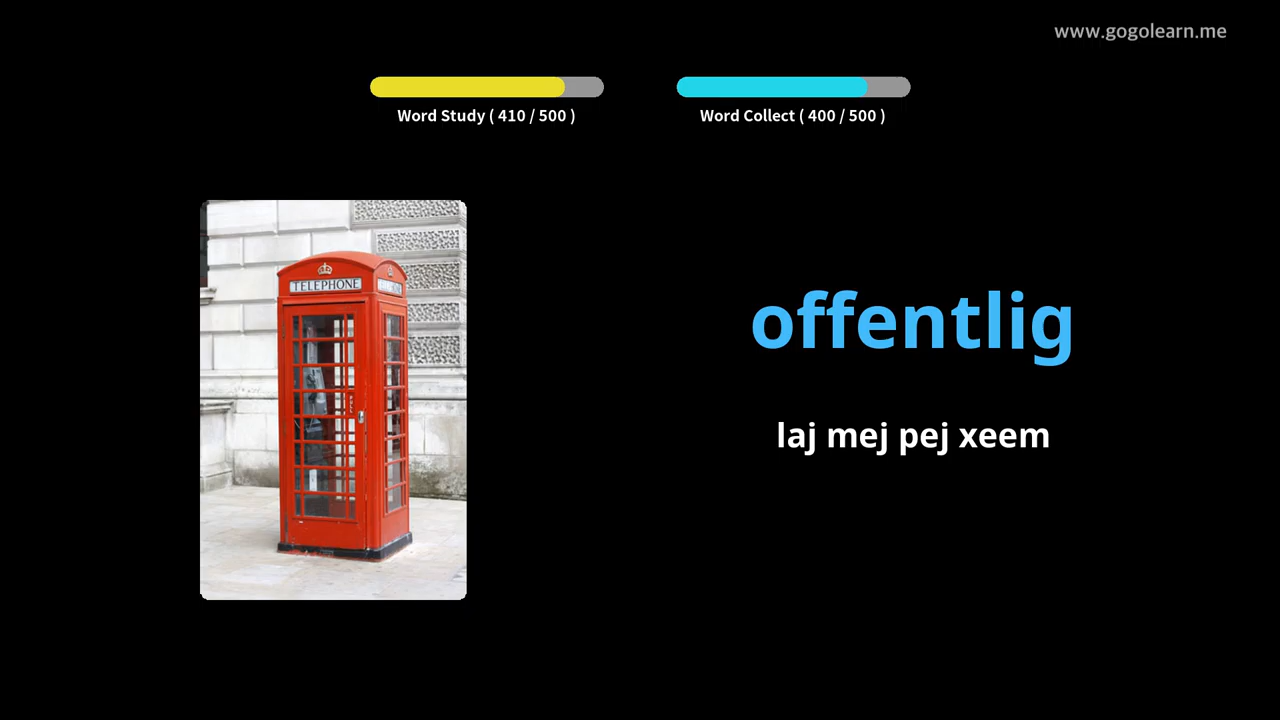 www.gogolearn.me
Word Study ( 410 / 500 )
Word Collect ( 400 / 500 )
TELEPHONE
offentlig
laj mej pej xeem